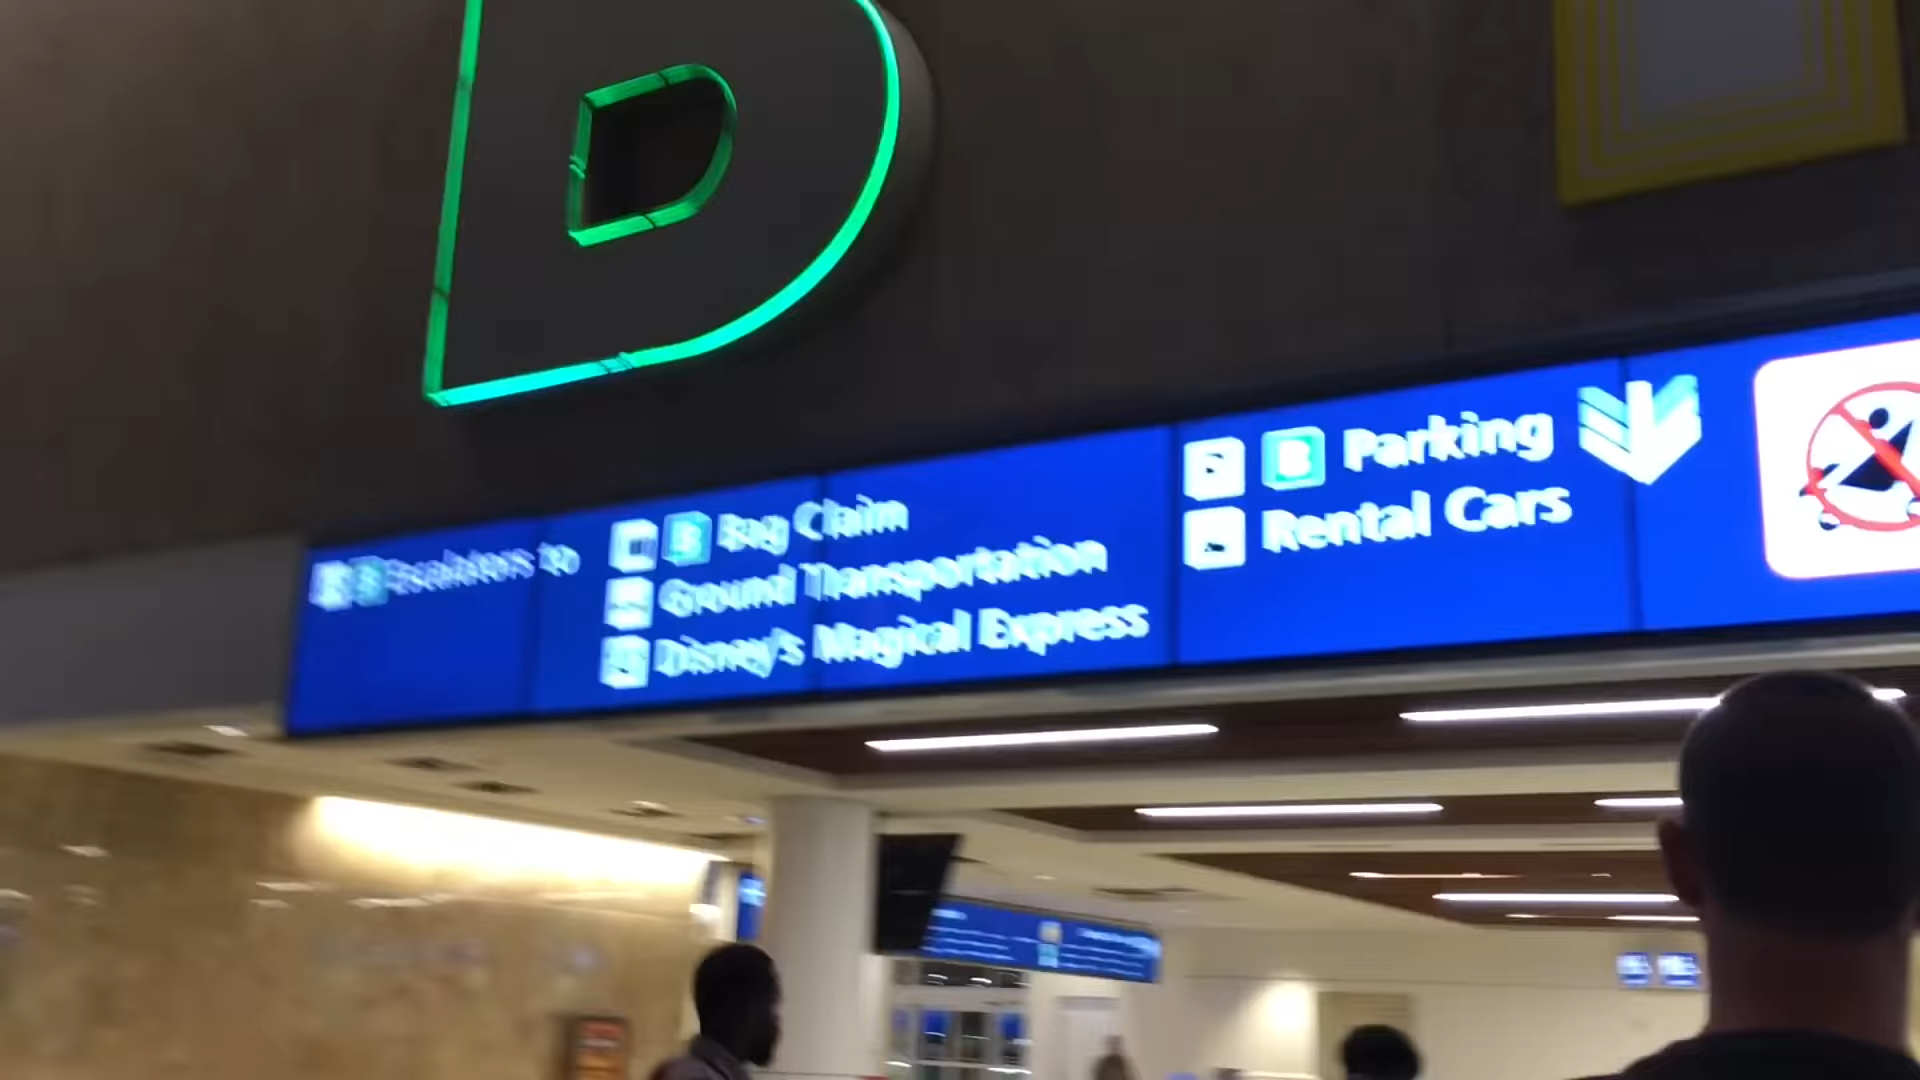 B
B Escalators to
B Bag Claim
Ground Transportation
Disney's Magical Express
B Parking
Rental Cars